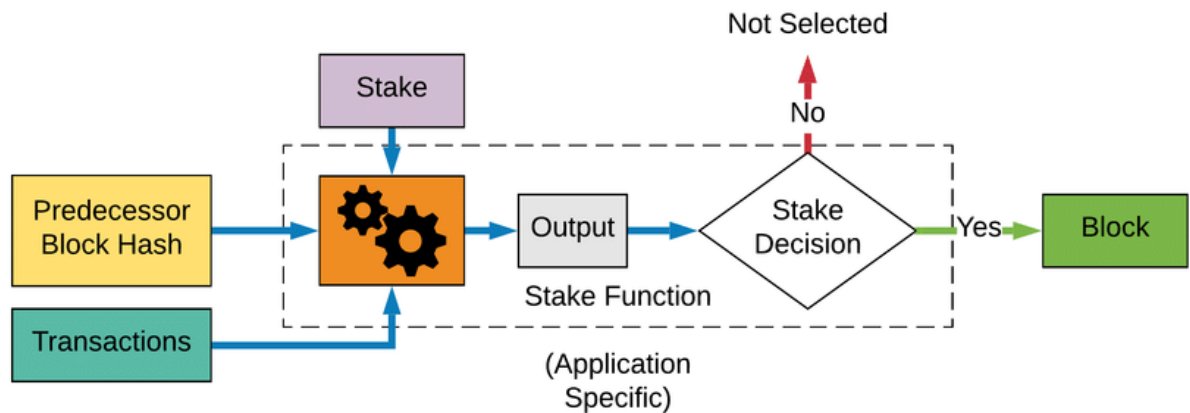 Not Selected
Stake
No
Predecessor
Block Hash
Output
Stake
Decision
Yes
Block
Stake Function
Transactions
(Application
Specific)